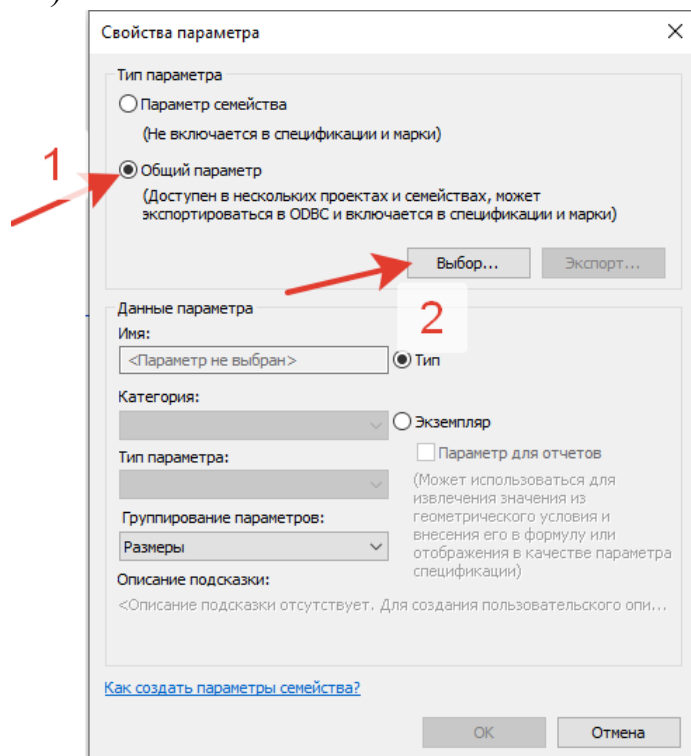 )
Свойства параметра
Тип параметра
Параметр семейства
(Не включается в спецификации и марки)
1
Общий параметр
(Доступен в нескольких проектах и семействах, может
экспортироваться в ODBC и включается в спецификации и марки)
Выбор...
Экспорт...
2
Данные параметра
Имя:
<Параметр не выбран>
Тип
Категория:
Экземпляр
Параметр для отчетов
Тип параметра:
(Может использоваться для
извлечения значения из
геометрического условия и
внесения его в формулу или
отображения в качестве параметра
спецификации)
Группирование параметров:
Размеры
Описание подсказки:
<Описание подсказки отсутствует. Для создания пользовательского опи...
Как создать параметры семейства?
ОК
Отмена